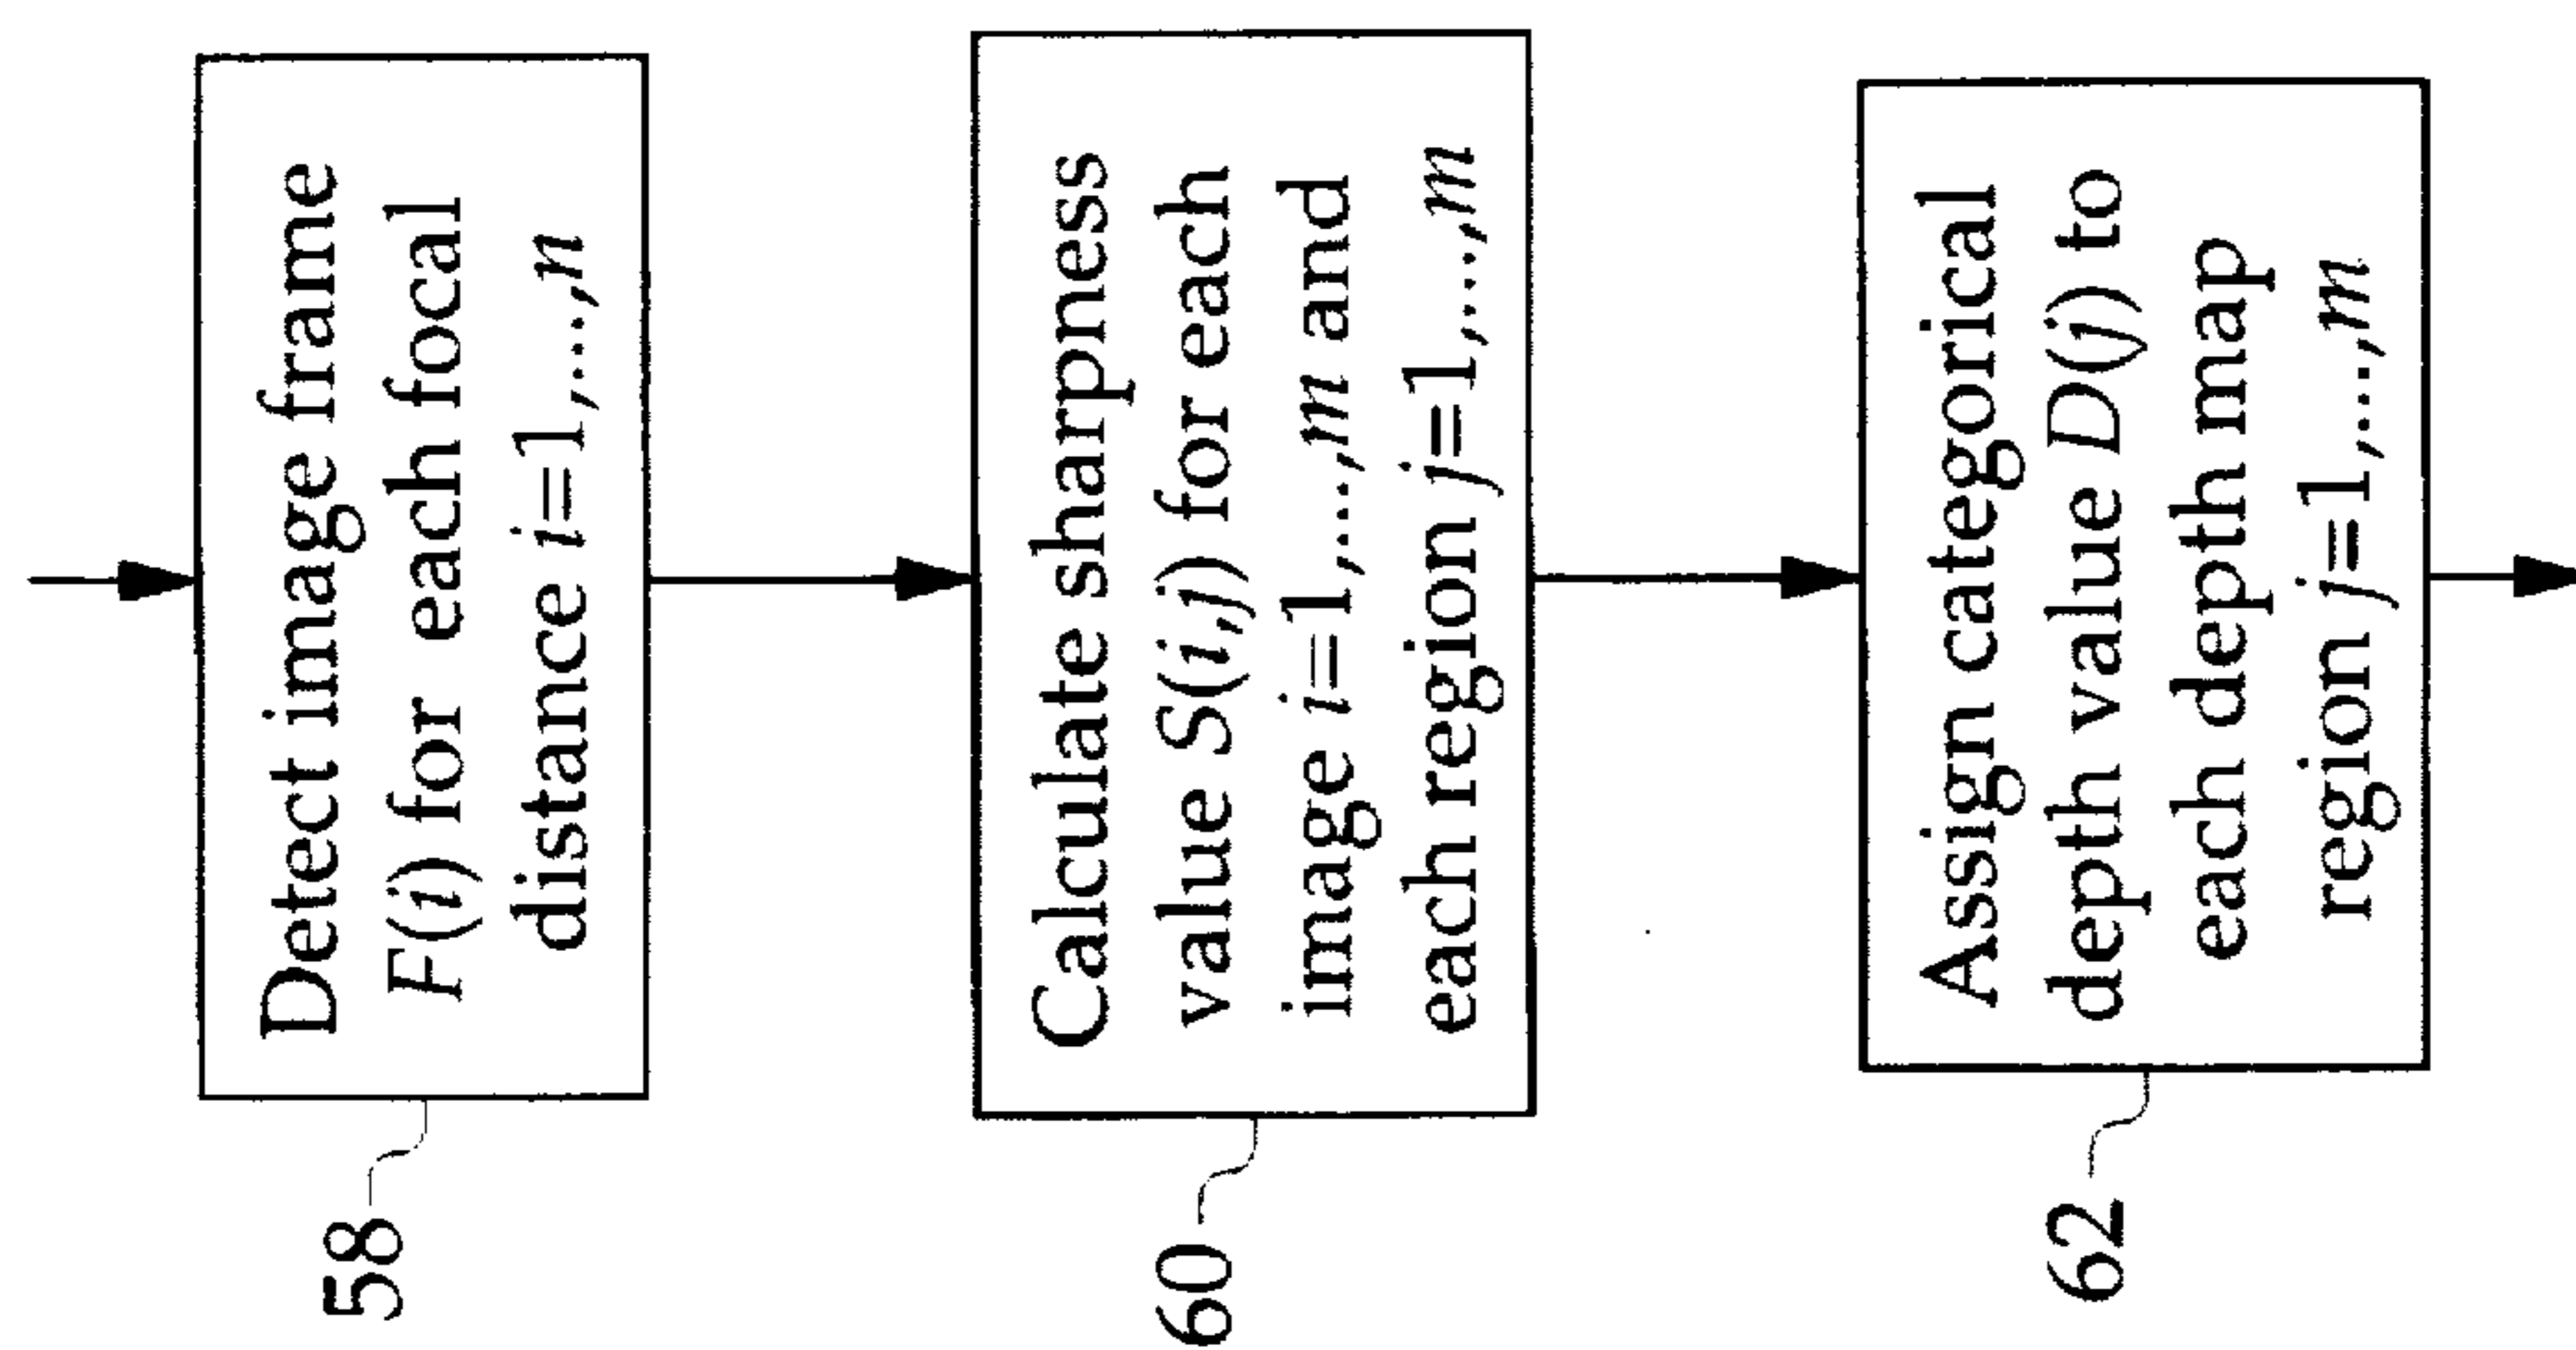 58
Detect image frame
F(i) for each focal
distance i=1,...,n
60
Calculate sharpness
value S(i,j) for each
image i=1,...,m and
each region j=1,...,m
62
Assign categorical
depth value D(j) to
each depth map
region j=1,...,m